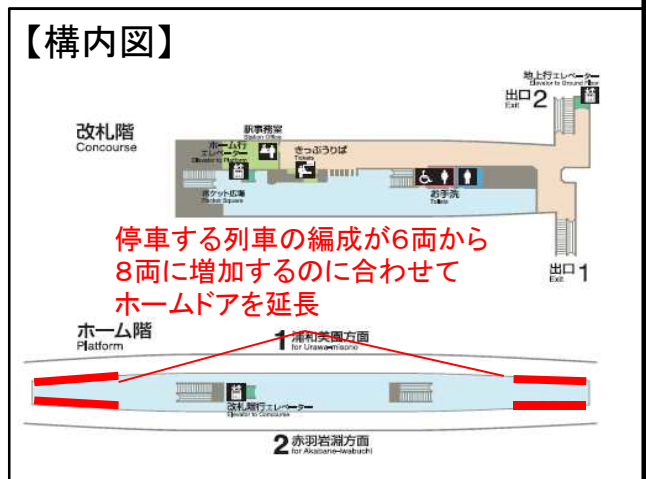 【構内図】
地上行エレベーター
Elevator to Ground Floor
出口2
Exit
改札階
Concourse
駅事務室
Station Office
ホーム行
エレベーター
Elevator to Platform
きっぷうりば
Tickets
ポケット広場
Pocket Square
お手洗
Toilets
停車する列車の編成が6両から
8両に増加するのに合わせて
ホームドアを延長
出口1
Exit
ホーム階
Platform
1 浦和美園方面
for Urawa-misono
改札階行エレベーター
Elevator to Concourse
2 赤羽岩淵方面
for Akabane-Iwabuchi